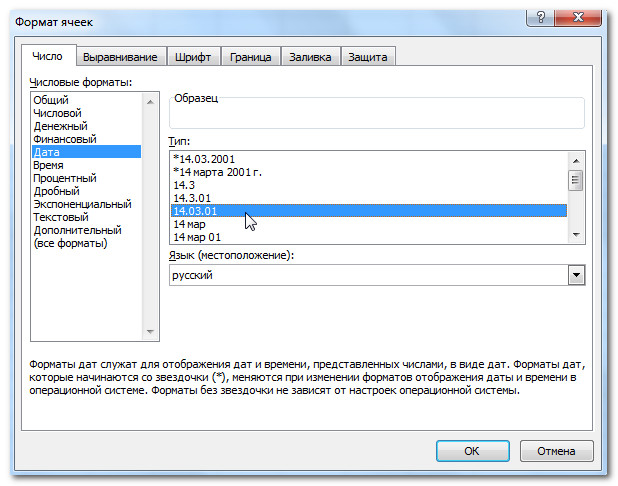 Формат ячеек
Число
Выравнивание
Шрифт
Граница
Заливка
Защита
Числовые форматы:
Общий
Числовой
Денежный
Финансовый
Дата
Время
Процентный
Дробный
Экспоненциальный
Текстовый
Дополнительный
(все форматы)
Образец
Тип:
*14.03.2001
*14 марта 2001 г.
14.3
14.3.01
14.03.01
14 мар
14 мар 01
Язык (местоположение):
русский
Форматы дат служат для отображения дат и времени, представленных числами, в виде дат. Форматы дат,
которые начинаются со звездочки (*), меняются при изменении форматов отображения даты и времени в
операционной системе. Форматы без звездочки не зависят от настроек операционной системы.
ОК
Отмена